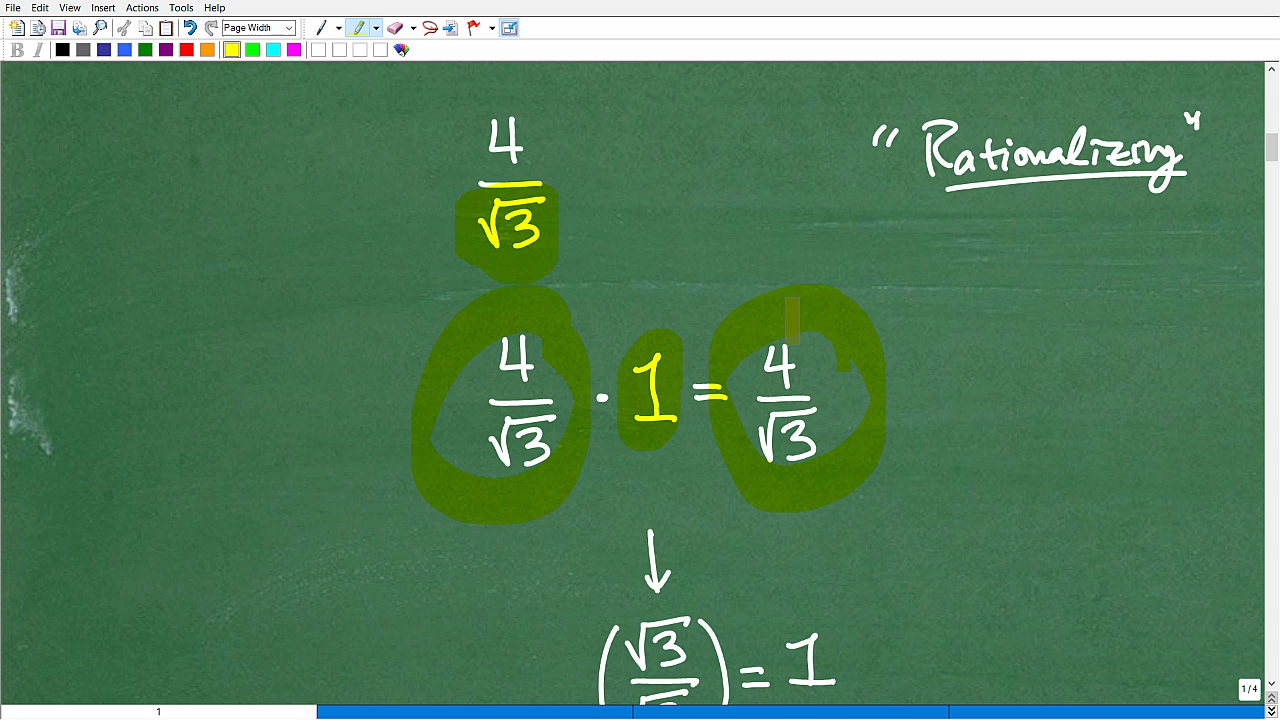 File Edit View Insert Actions Tools Help
Page Width
B I
4
√3
" Rationalizing "
4/√3 · 1 = 4/√3
↓
(√3
= 1
1/4
1